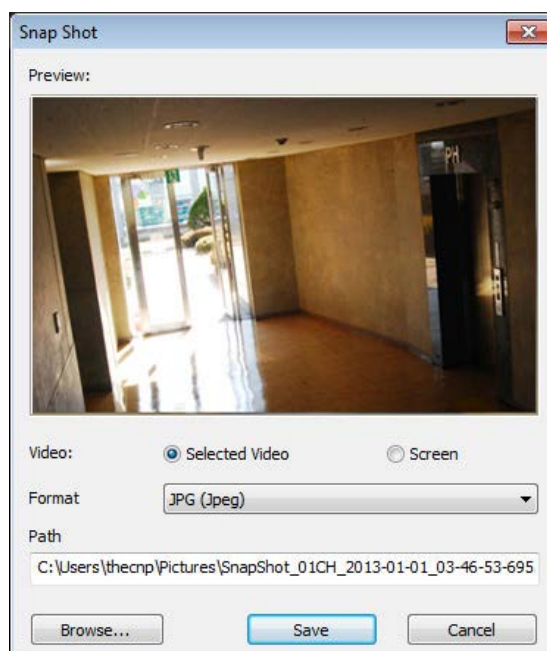 Snap Shot
Preview:
PH
Video:
Selected Video
Screen
Format
JPG (Jpeg)
Path
C:\Users\thecnp\Pictures\SnapShot_01CH_2013-01-01_03-46-53-695
Browse...
Save
Cancel